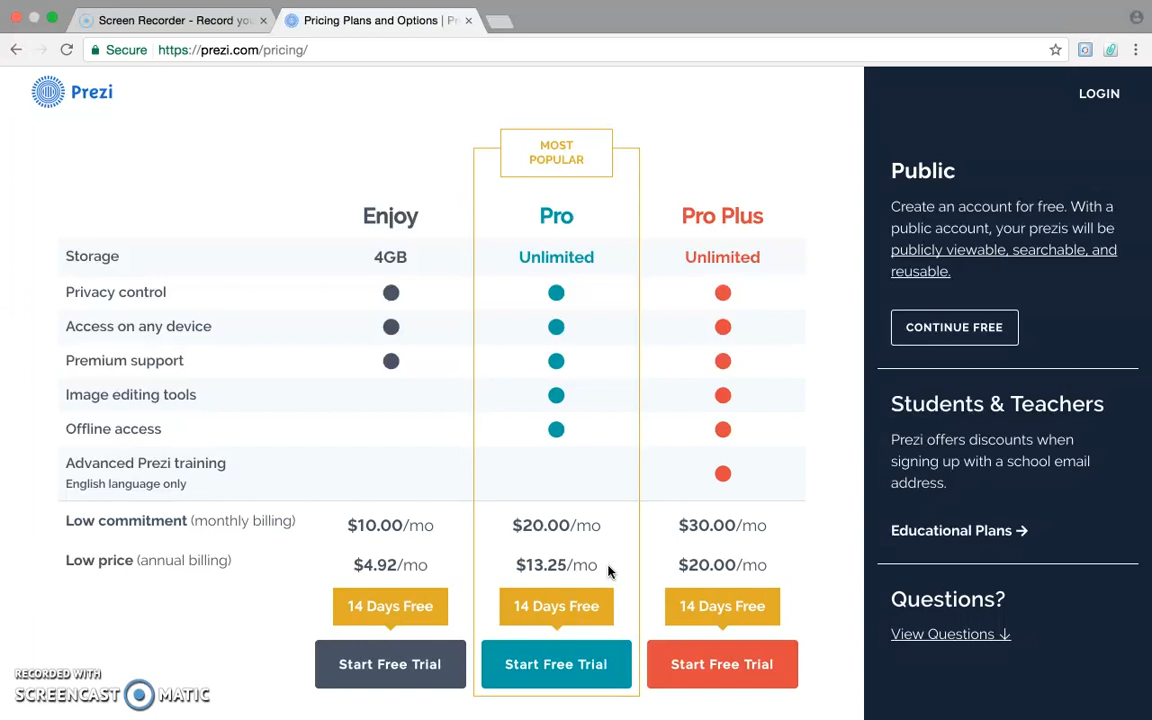 Screen Recorder - Record you
Pricing Plans and Options | Pr
Secure https://prezi.com/pricing/
Prezi
LOGIN
MOST
POPULAR
Enjoy Pro Pro Plus
Storage 4GB Unlimited Unlimited
Privacy control
Access on any device
Premium support
Image editing tools
Offline access
Advanced Prezi training
English language only
Low commitment (monthly billing) $10.00/mo $20.00/mo $30.00/mo
Low price (annual billing) $4.92/mo $13.25/mo $20.00/mo
14 Days Free 14 Days Free 14 Days Free
Start Free Trial Start Free Trial Start Free Trial
Public
Create an account for free. With a
public account, your prezis will be
publicly viewable, searchable, and
reusable.
CONTINUE FREE
Students & Teachers
Prezi offers discounts when
signing up with a school email
address.
Educational Plans →
Questions?
View Questions ↓
RECORDED WITH
SCREENCAST MATIC